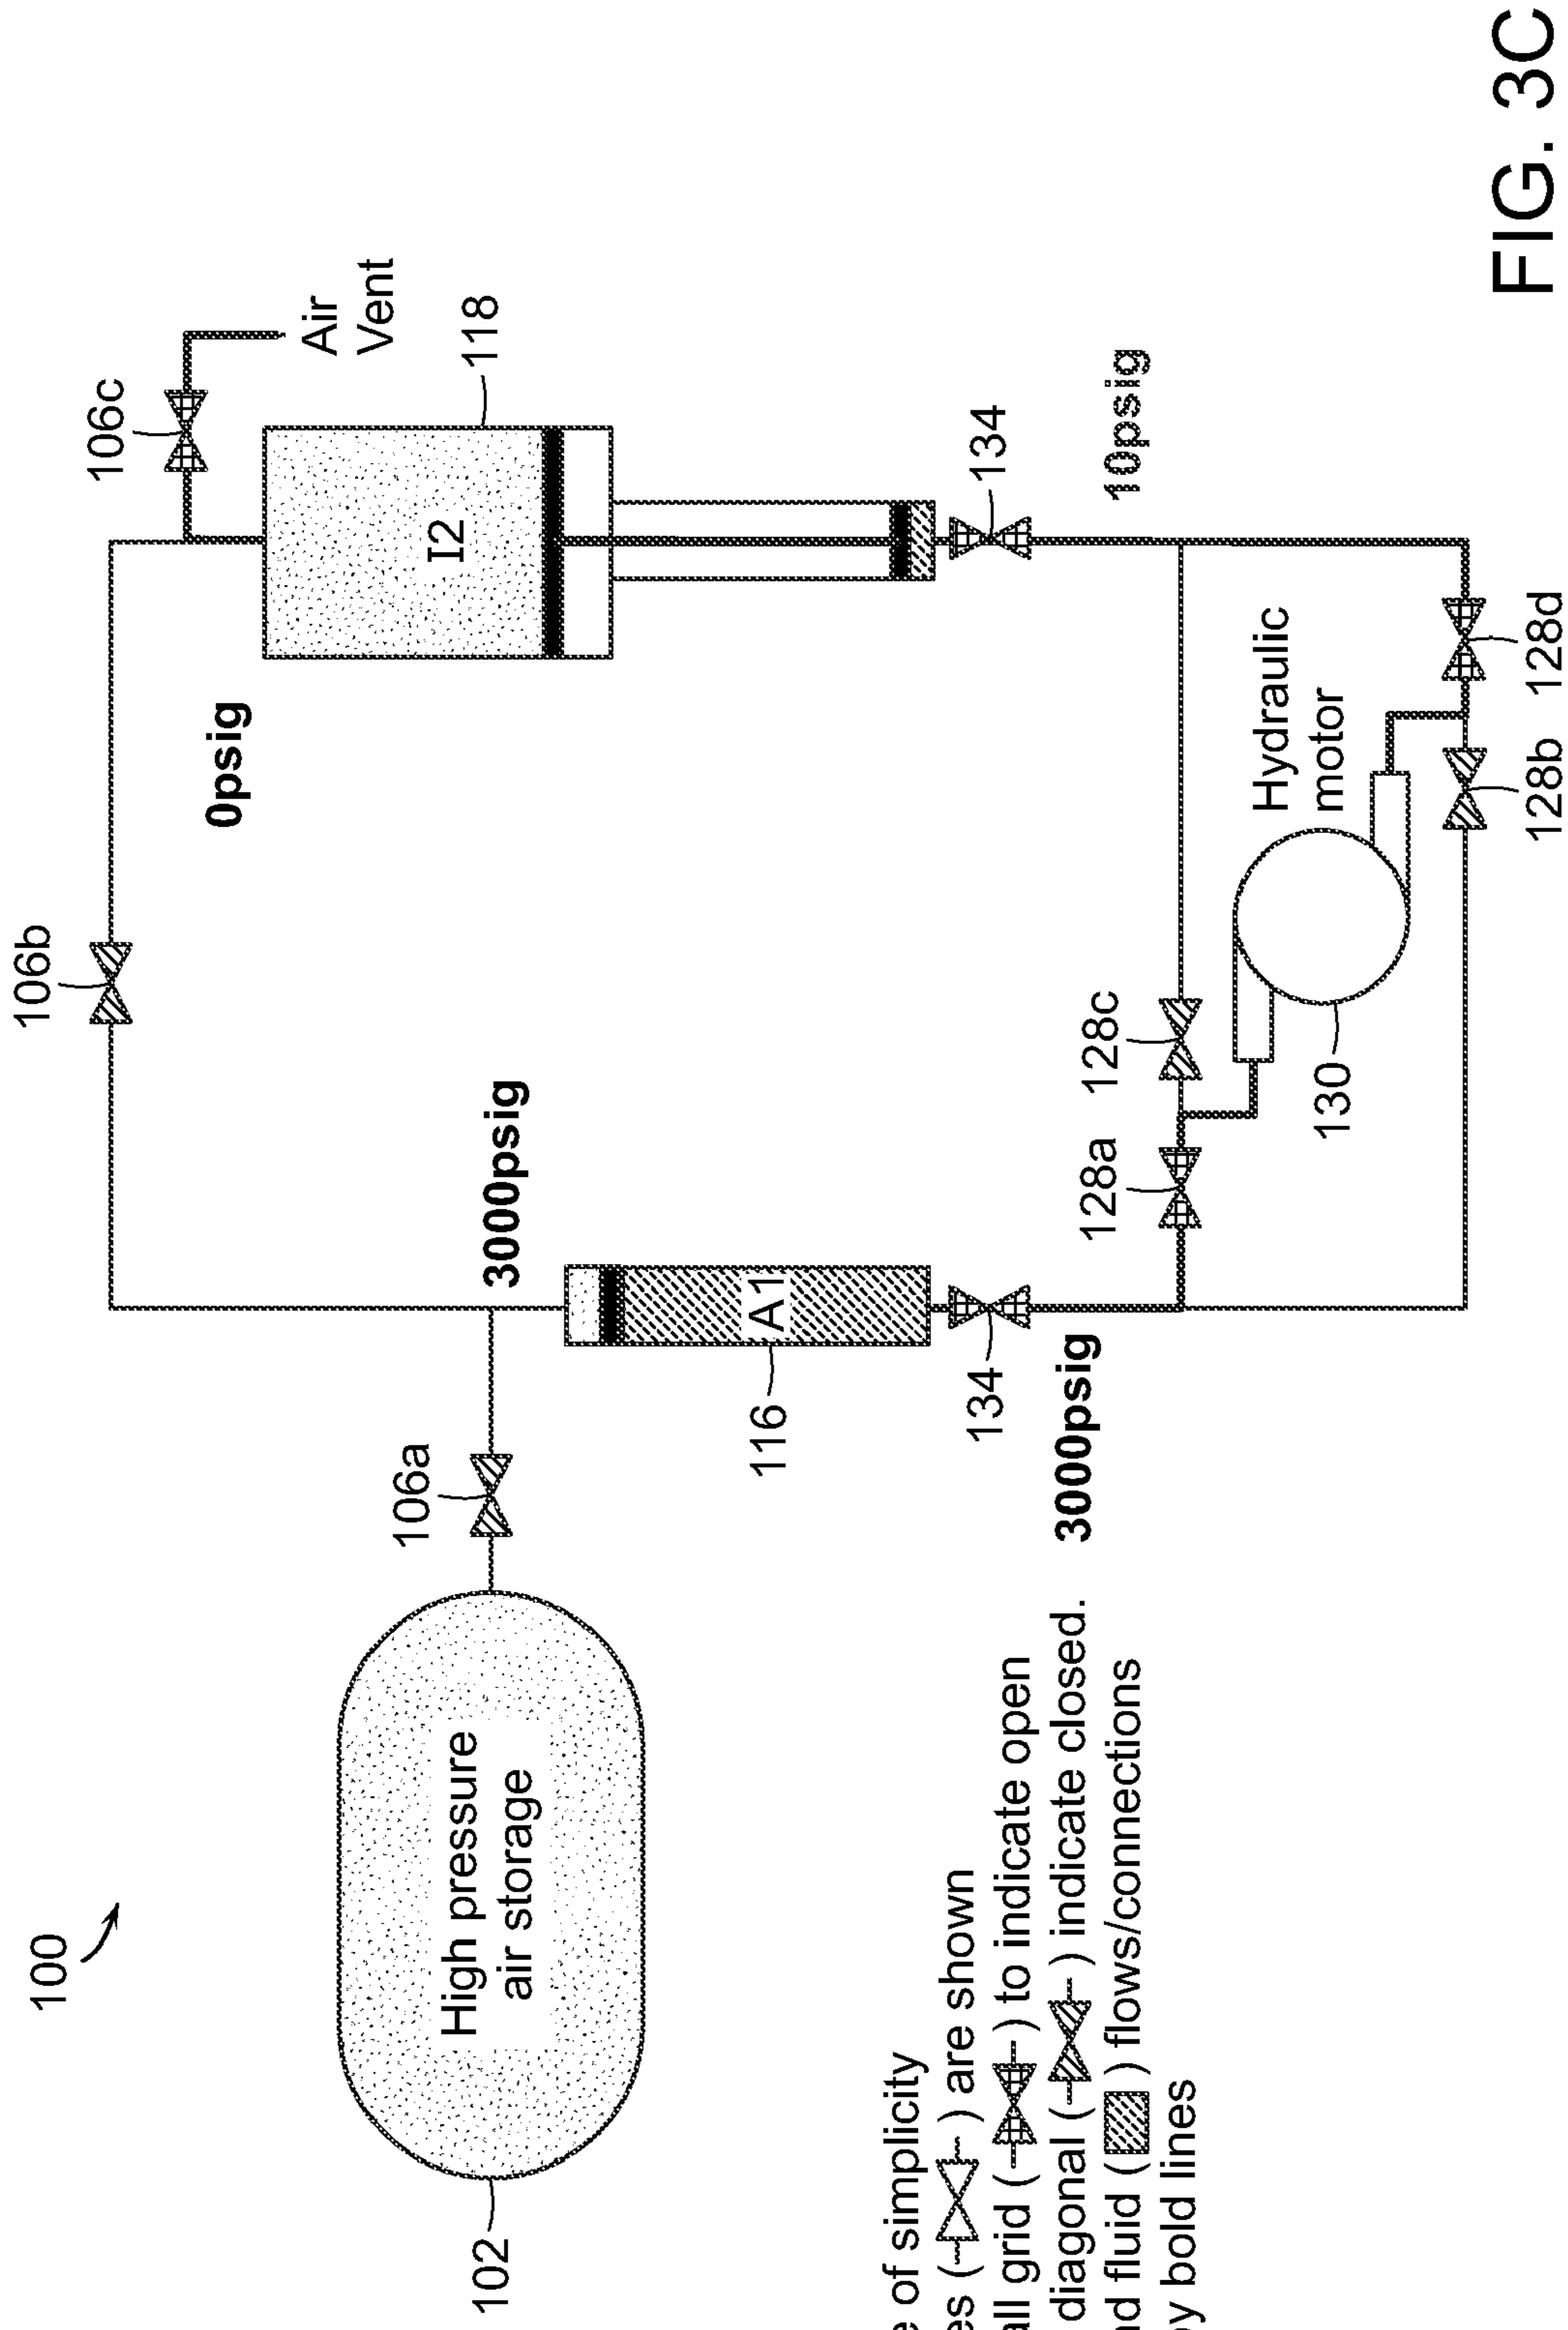 100
106b
106c
Air
Vent
0psig
118
I2
102
High pressure
air storage
106a
3000psig
116
A1
134
134
10psig
3000psig
128a
128c
Hydraulic
motor
130
128b
128d
of simplicity
( ) are shown
grid ( ) to indicate open
diagonal ( ) indicate closed.
fluid ( ) flows/connections
bold lines
FIG. 3C